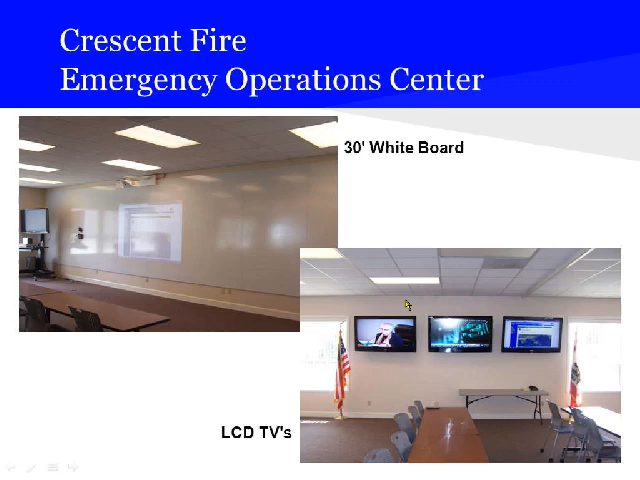 Crescent Fire
Emergency Operations Center
30' White Board
LCD TV's